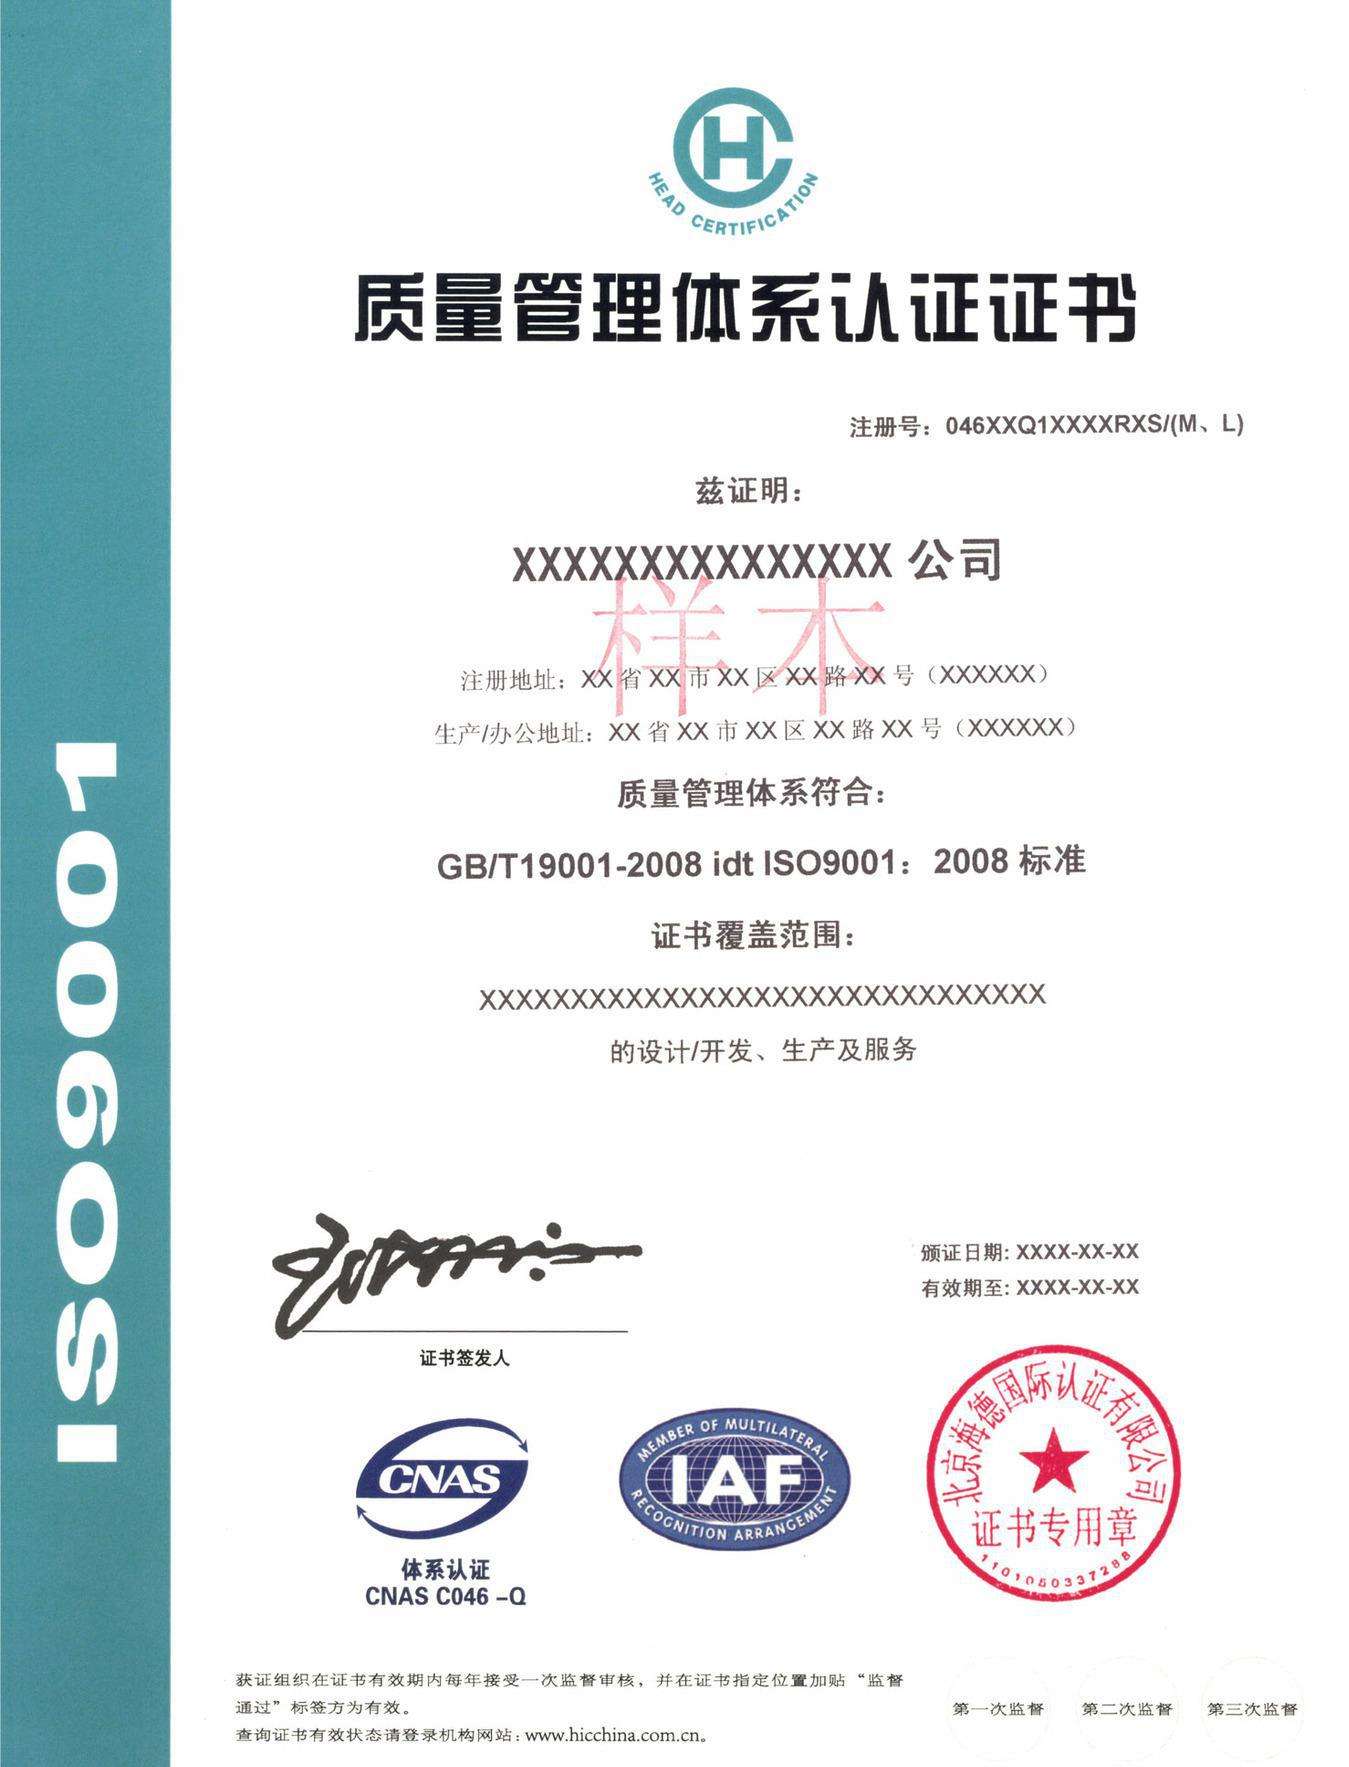 HEAD CERTIFICATION
质量管理体系认证证书
注册号：046XXQ1XXXXRXS/(M、L)
兹证明：
XXXXXXXXXXXXXXX 公司
样本
注册地址：XX 省 XX 市 XX 区 XX 路 XX 号（XXXXXX）
生产/办公地址：XX 省 XX 市 XX 区 XX 路 XX 号（XXXXXX）
质量管理体系符合：
GB/T19001-2008 idt ISO9001：2008 标准
证书覆盖范围：
XXXXXXXXXXXXXXXXXXXXXXXXXXXXXXX
的设计/开发、生产及服务
ISO9001
颁证日期: XXXX-XX-XX
有效期至: XXXX-XX-XX
证书签发人
CNAS
体系认证
CNAS C046 -Q
MEMBER OF MULTILATERAL
IAF
RECOGNITION ARRANGEMENT
北京海德国际认证有限公司
证书专用章
1101050337288
获证组织在证书有效期内每年接受一次监督审核，并在证书指定位置加贴“监督
通过”标签方为有效。
查询证书有效状态请登录机构网站：www.hicchina.com.cn。
第一次监督
第二次监督
第三次监督